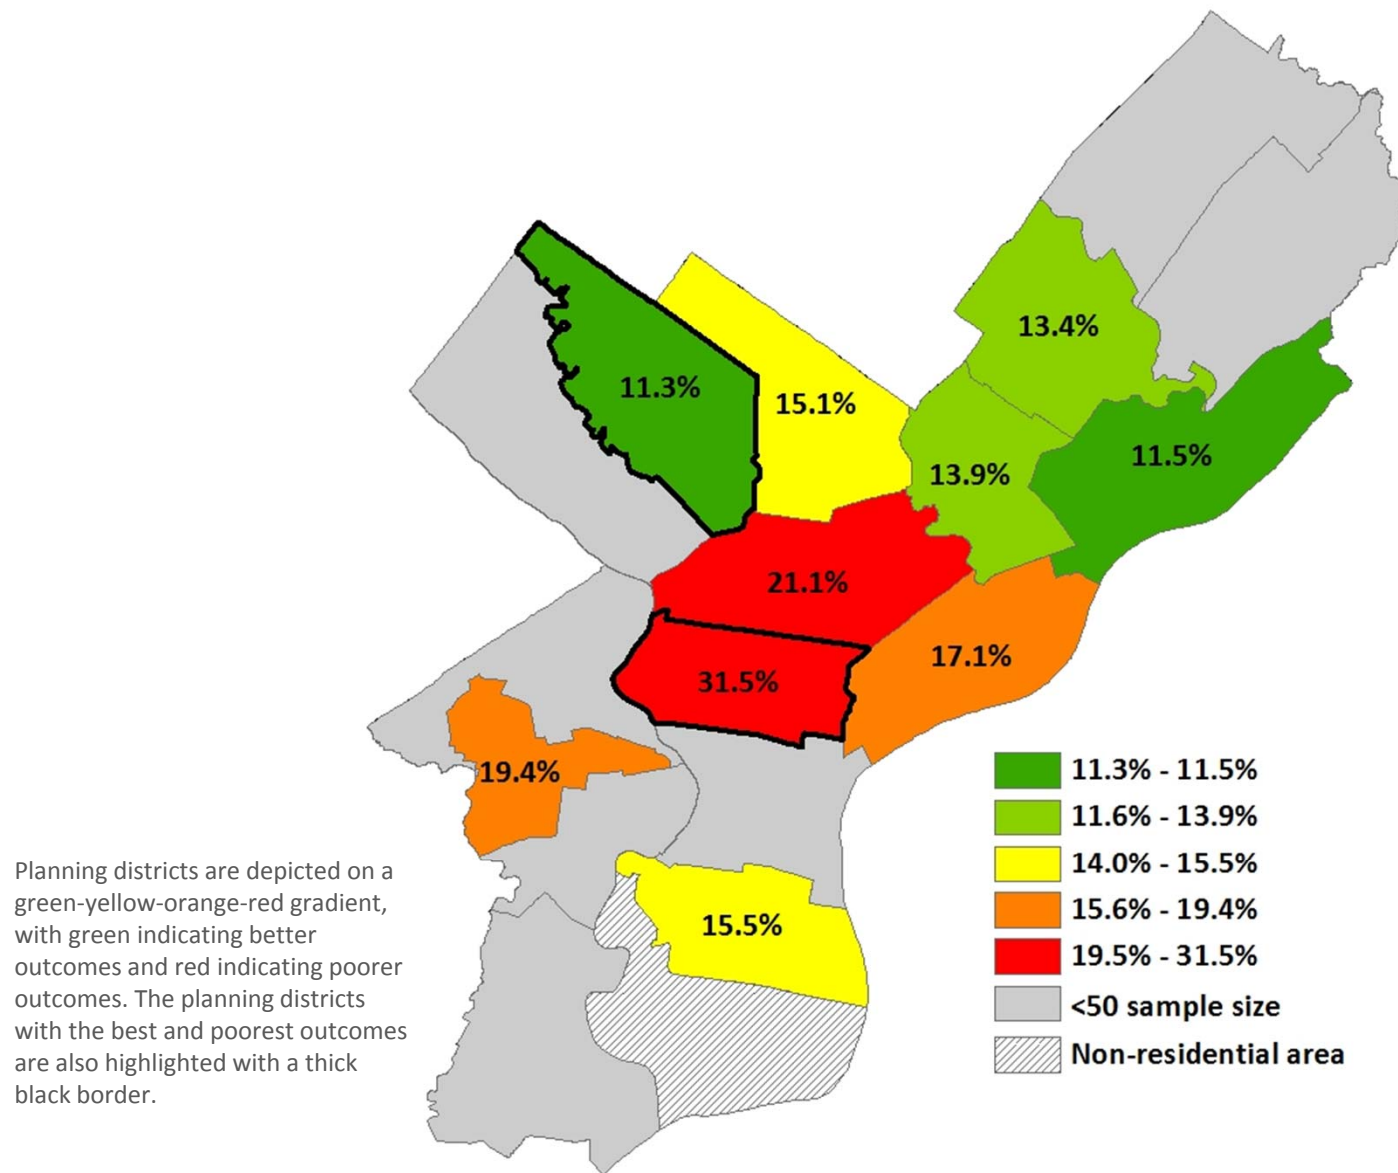 13.4%
11.3%
15.1%
11.5%
13.9%
21.1%
17.1%
31.5%
19.4%
15.5%
11.3% - 11.5%
11.6% - 13.9%
14.0% - 15.5%
15.6% - 19.4%
19.5% - 31.5%
<50 sample size
Non-residential area
Planning districts are depicted on a
green-yellow-orange-red gradient,
with green indicating better
outcomes and red indicating poorer
outcomes. The planning districts
with the best and poorest outcomes
are also highlighted with a thick
black border.